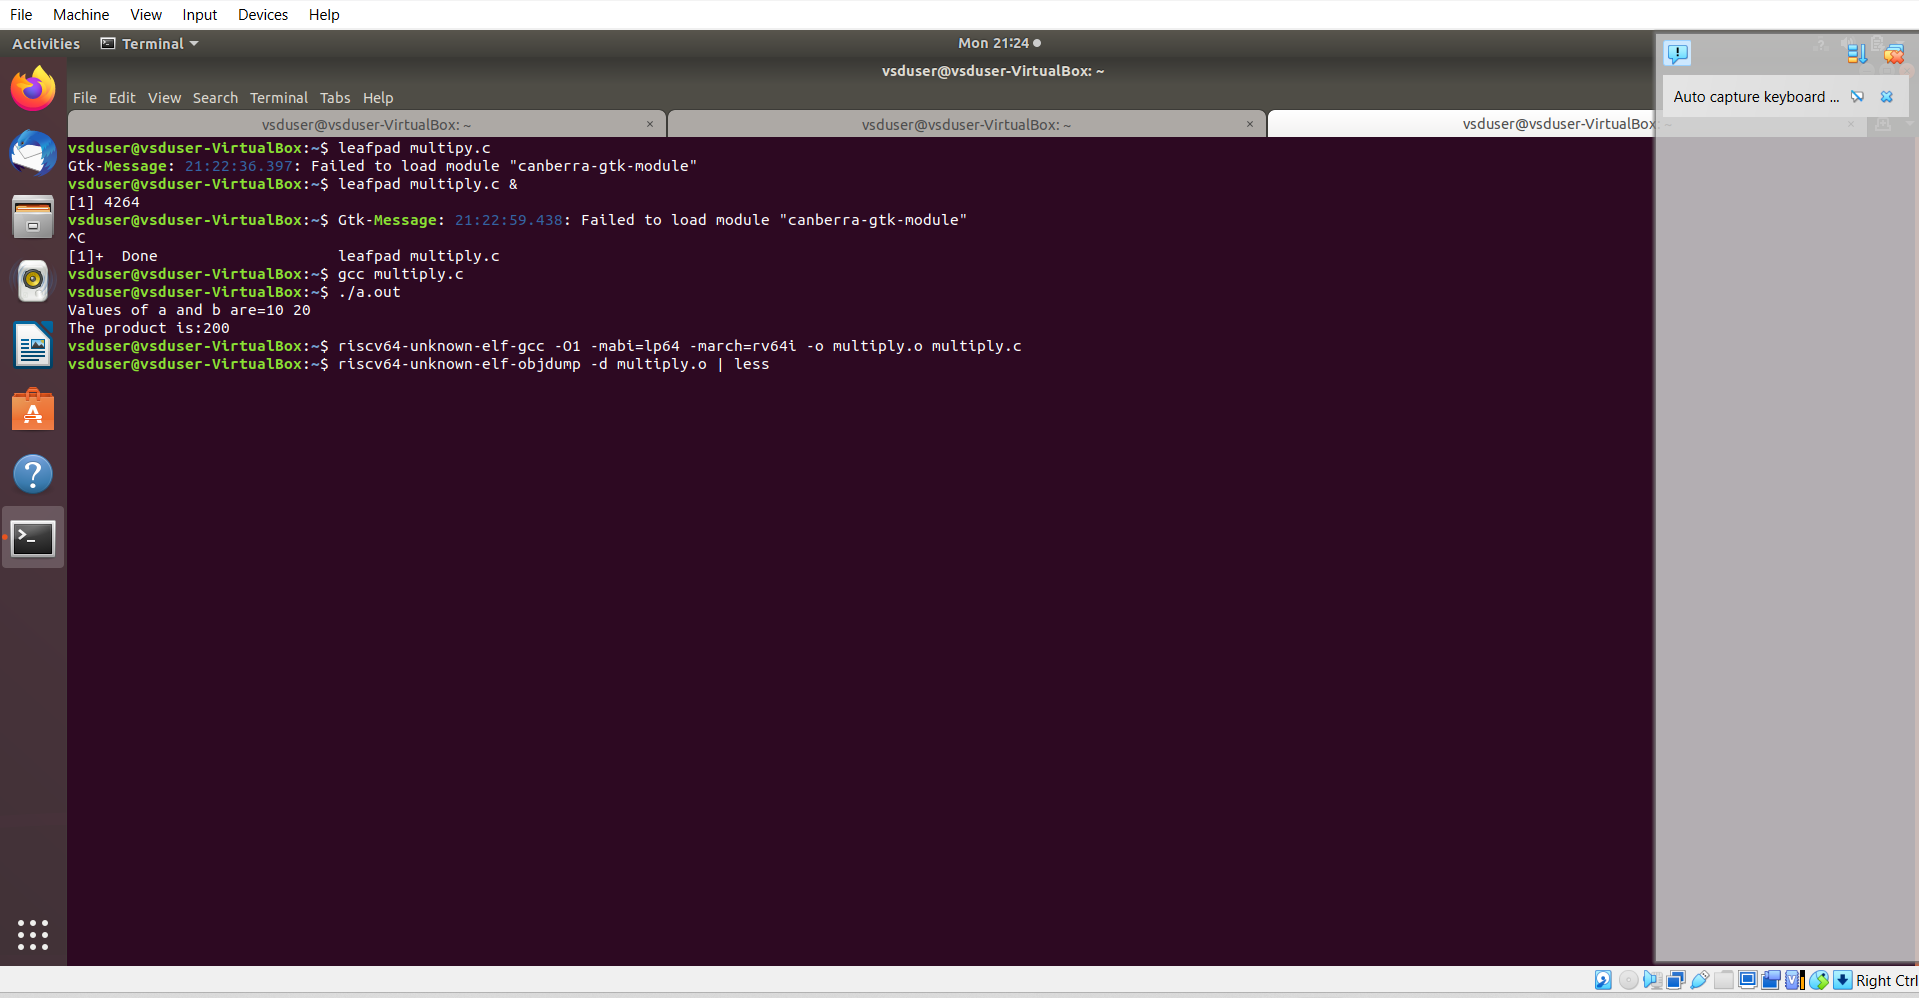 File Machine View Input Devices Help
Activities Terminal Mon 21:24
vsduser@vsduser-VirtualBox: ~
File Edit View Search Terminal Tabs Help
Auto capture keyboard ...
vsduser@vsduser-VirtualBox: ~ × vsduser@vsduser-VirtualBox: ~ × vsduser@vsduser-VirtualBox: ~ ×
vsduser@vsduser-VirtualBox:~$ leafpad multipy.c
Gtk-Message: 21:22:36.397: Failed to load module "canberra-gtk-module"
vsduser@vsduser-VirtualBox:~$ leafpad multiply.c &
[1] 4264
vsduser@vsduser-VirtualBox:~$ Gtk-Message: 21:22:59.438: Failed to load module "canberra-gtk-module"
^C
[1]+  Done                    leafpad multiply.c
vsduser@vsduser-VirtualBox:~$ gcc multiply.c
vsduser@vsduser-VirtualBox:~$ ./a.out
Values of a and b are=10 20
The product is:200
vsduser@vsduser-VirtualBox:~$ riscv64-unknown-elf-gcc -O1 -mabi=lp64 -march=rv64i -o multiply.o multiply.c
vsduser@vsduser-VirtualBox:~$ riscv64-unknown-elf-objdump -d multiply.o | less
Right Ctrl